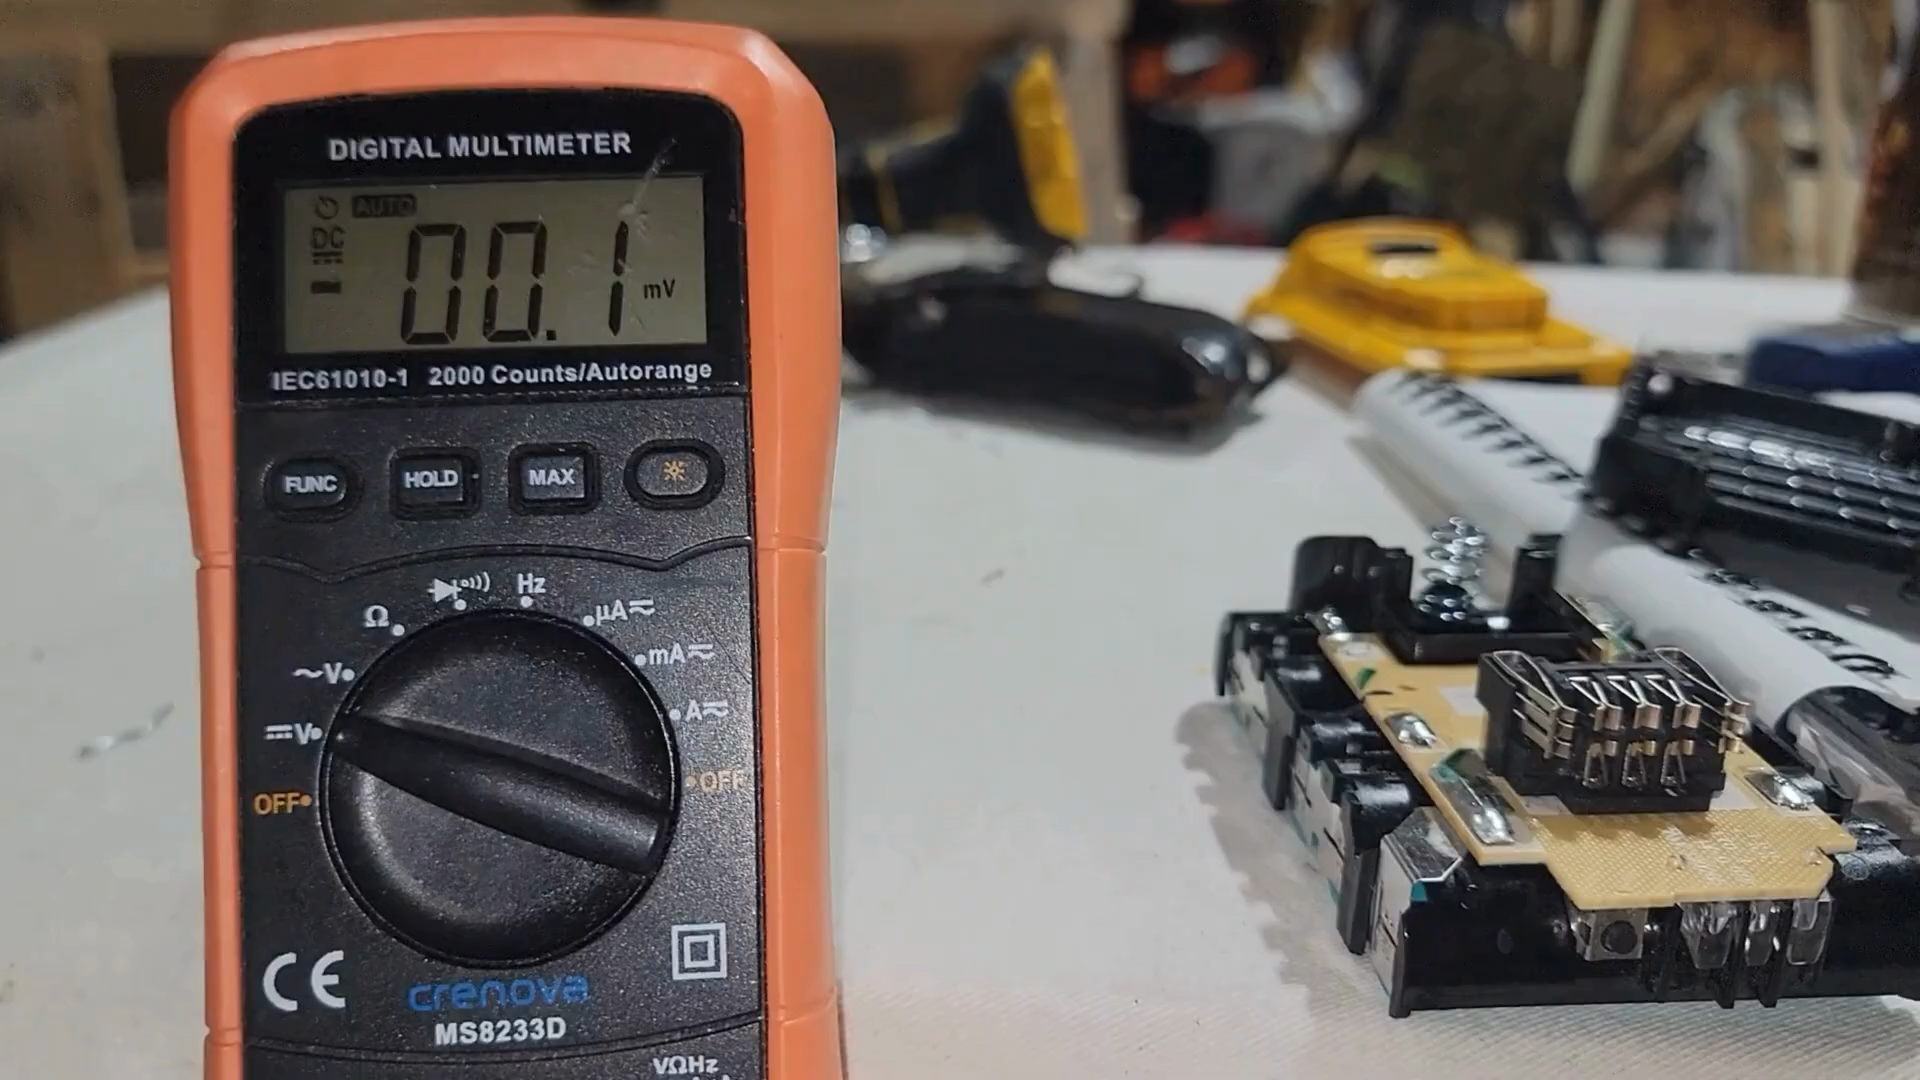 DIGITAL MULTIMETER
AUTO
DC
00.1 mV
IEC61010-1 2000 Counts/Autorange
FUNC HOLD MAX
Hz
Ω µA
~V mA
V A
OFF OFF
CE
crenova
MS8233D
VΩHz